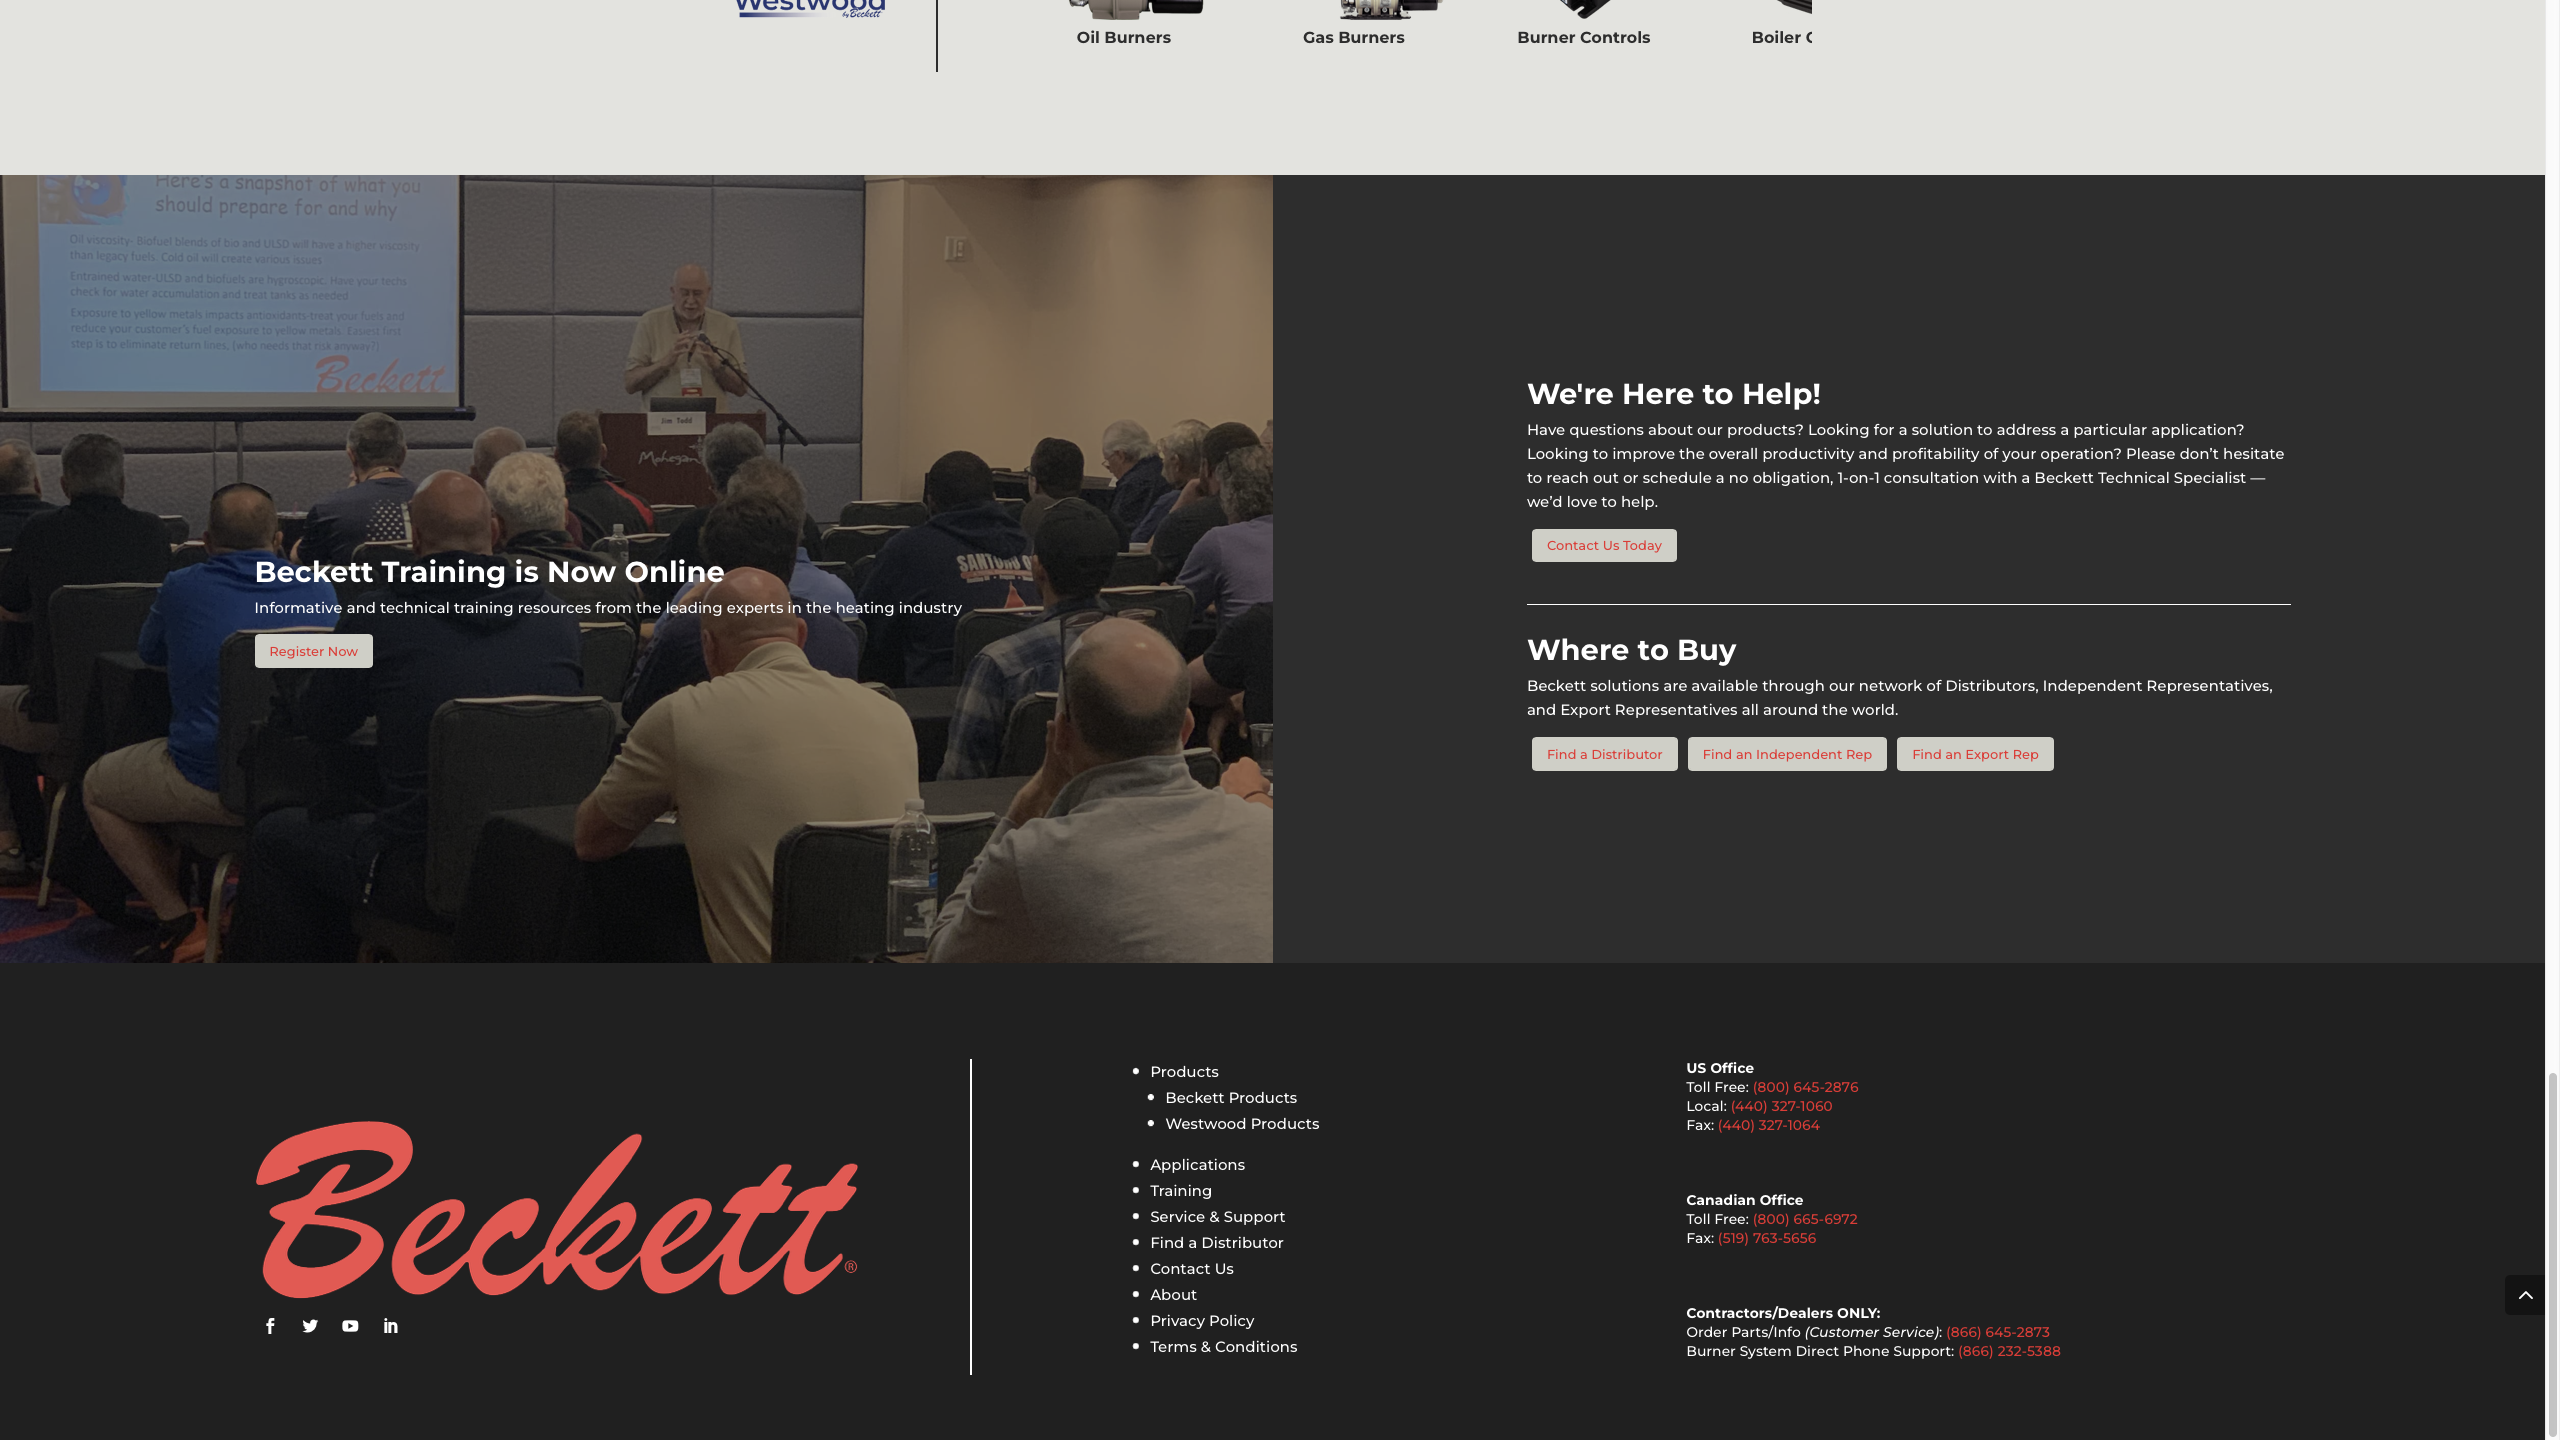 Westwood
by Beckett
Oil Burners
Gas Burners
Burner Controls
Boiler C
Here's a snapshot of what you
should prepare for and why
Oil viscosity- Biofuel blends of bio and ULSD will have a higher viscosity
than legacy fuels. Cold oil will create various issues
Entrained water-ULSD and biofuels are hygroscopic. Have your techs
check for water accumulation and treat tanks as needed
Exposure to yellow metals impacts antioxidants-treat your fuels and
reduce your customer's fuel exposure to yellow metals. Easiest first
step is to eliminate return lines, (who needs that risk anyway?)
Beckett
Jim Todd
Mohegan
Beckett Training is Now Online
Informative and technical training resources from the leading experts in the heating industry
Register Now
We're Here to Help!
Have questions about our products? Looking for a solution to address a particular application?
Looking to improve the overall productivity and profitability of your operation? Please don’t hesitate
to reach out or schedule a no obligation, 1-on-1 consultation with a Beckett Technical Specialist —
we’d love to help.
Contact Us Today
Where to Buy
Beckett solutions are available through our network of Distributors, Independent Representatives,
and Export Representatives all around the world.
Find a Distributor
Find an Independent Rep
Find an Export Rep
Beckett®
Products
Beckett Products
Westwood Products
Applications
Training
Service & Support
Find a Distributor
Contact Us
About
Privacy Policy
Terms & Conditions
US Office
Toll Free: (800) 645-2876
Local: (440) 327-1060
Fax: (440) 327-1064
Canadian Office
Toll Free: (800) 665-6972
Fax: (519) 763-5656
Contractors/Dealers ONLY:
Order Parts/Info (Customer Service): (866) 645-2873
Burner System Direct Phone Support: (866) 232-5388